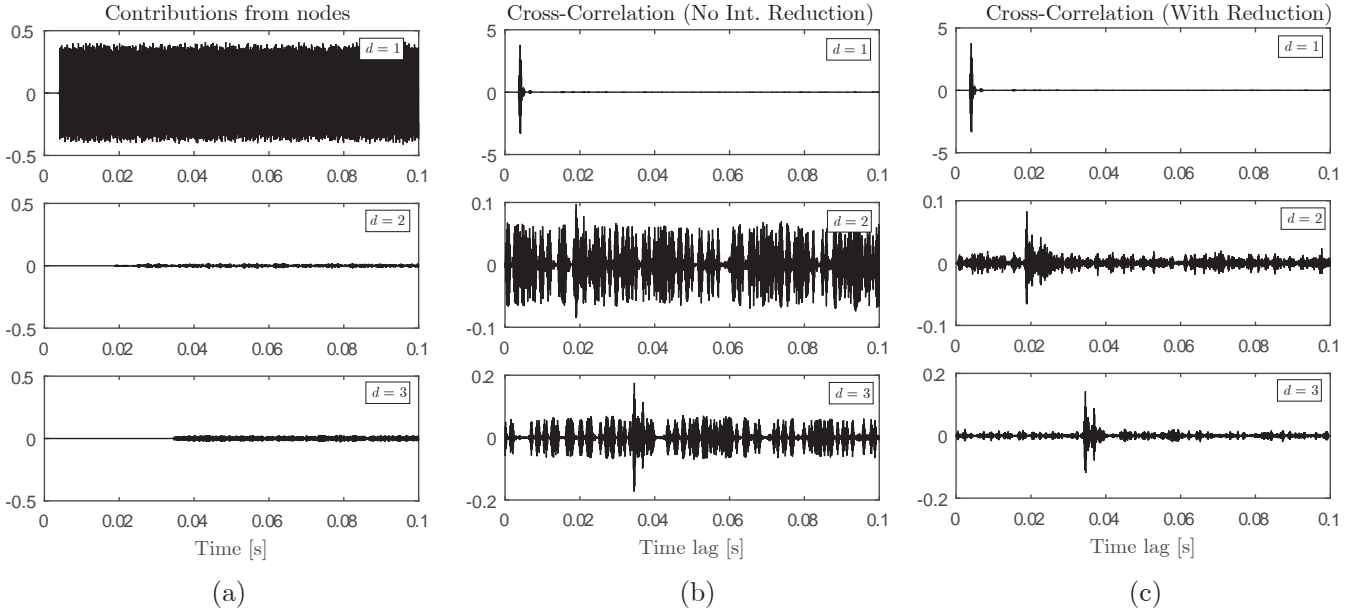 Contributions from nodes
0.5
0
-0.5
d = 1
0 0.02 0.04 0.06 0.08 0.1
0.5
0
-0.5
d = 2
0 0.02 0.04 0.06 0.08 0.1
0.5
0
-0.5
d = 3
0 0.02 0.04 0.06 0.08 0.1
Time [s]
(a)
Cross-Correlation (No Int. Reduction)
5
0
-5
d = 1
0 0.02 0.04 0.06 0.08 0.1
0.1
0
-0.1
d = 2
0 0.02 0.04 0.06 0.08 0.1
0.2
0
-0.2
d = 3
0 0.02 0.04 0.06 0.08 0.1
Time lag [s]
(b)
Cross-Correlation (With Reduction)
5
0
-5
d = 1
0 0.02 0.04 0.06 0.08 0.1
0.1
0
-0.1
d = 2
0 0.02 0.04 0.06 0.08 0.1
0.2
0
-0.2
d = 3
0 0.02 0.04 0.06 0.08 0.1
Time lag [s]
(c)